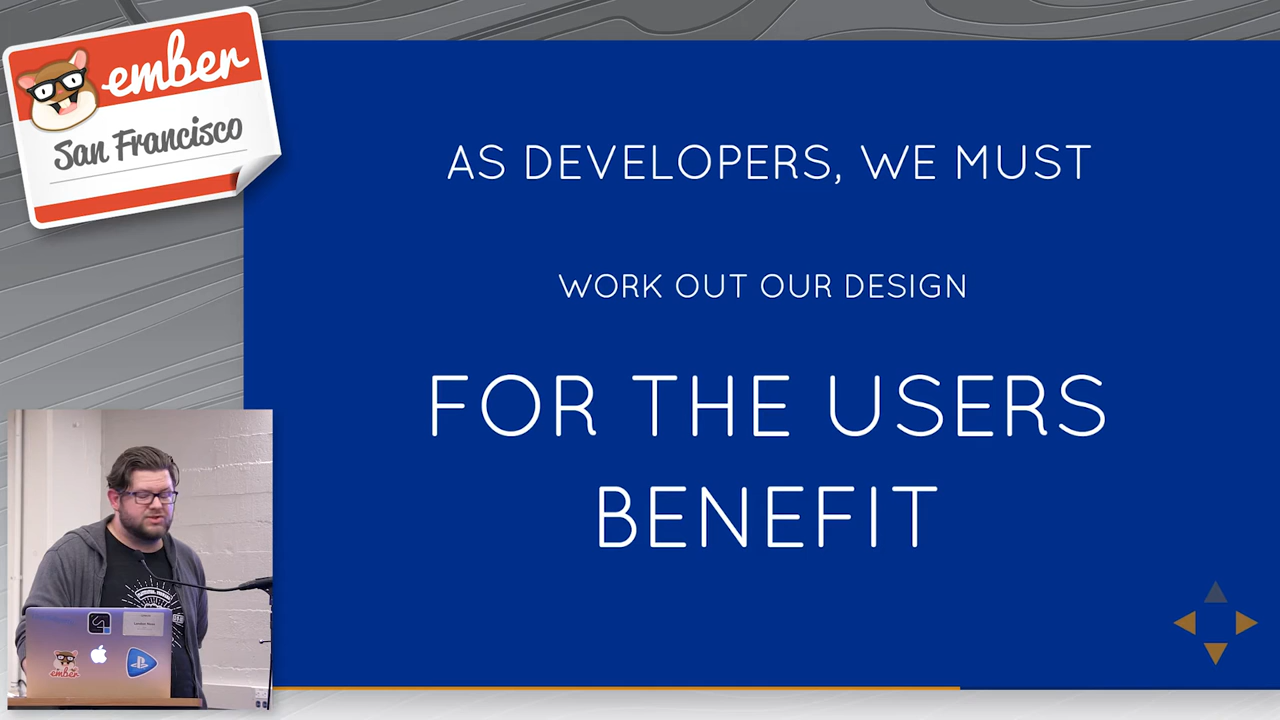 ember
San Francisco
AS DEVELOPERS, WE MUST
WORK OUT OUR DESIGN
FOR THE USERS
BENEFIT
ember